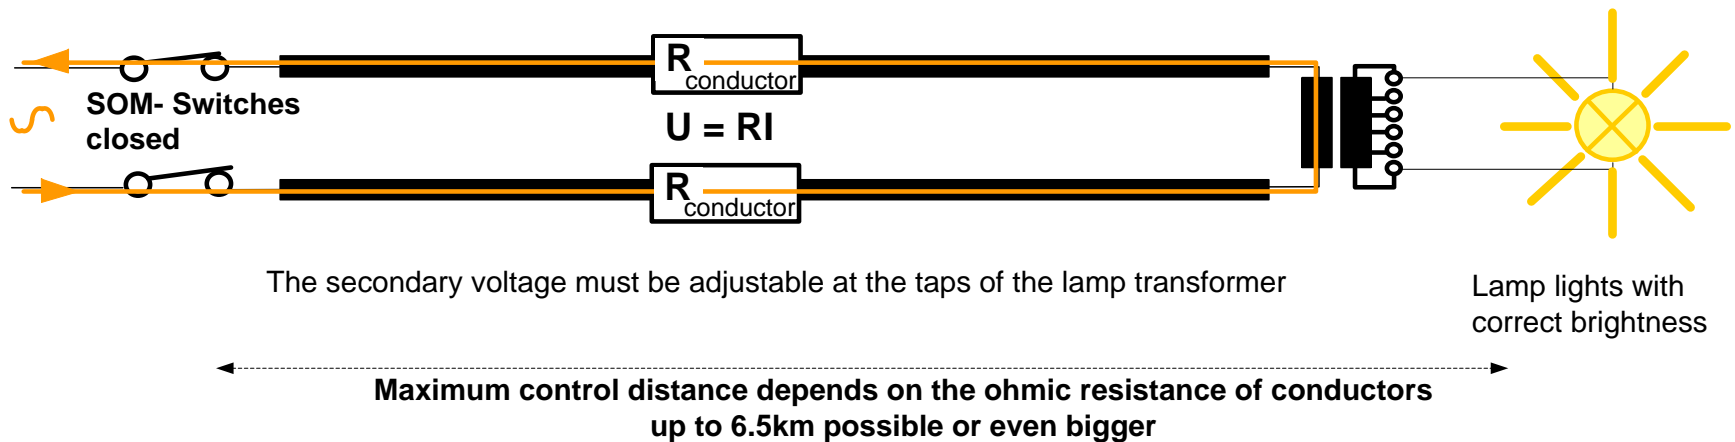 R
conductor
SOM- Switches
closed
U = RI
R
conductor
The secondary voltage must be adjustable at the taps of the lamp transformer
Lamp lights with
correct brightness
Maximum control distance depends on the ohmic resistance of conductors
up to 6.5km possible or even bigger